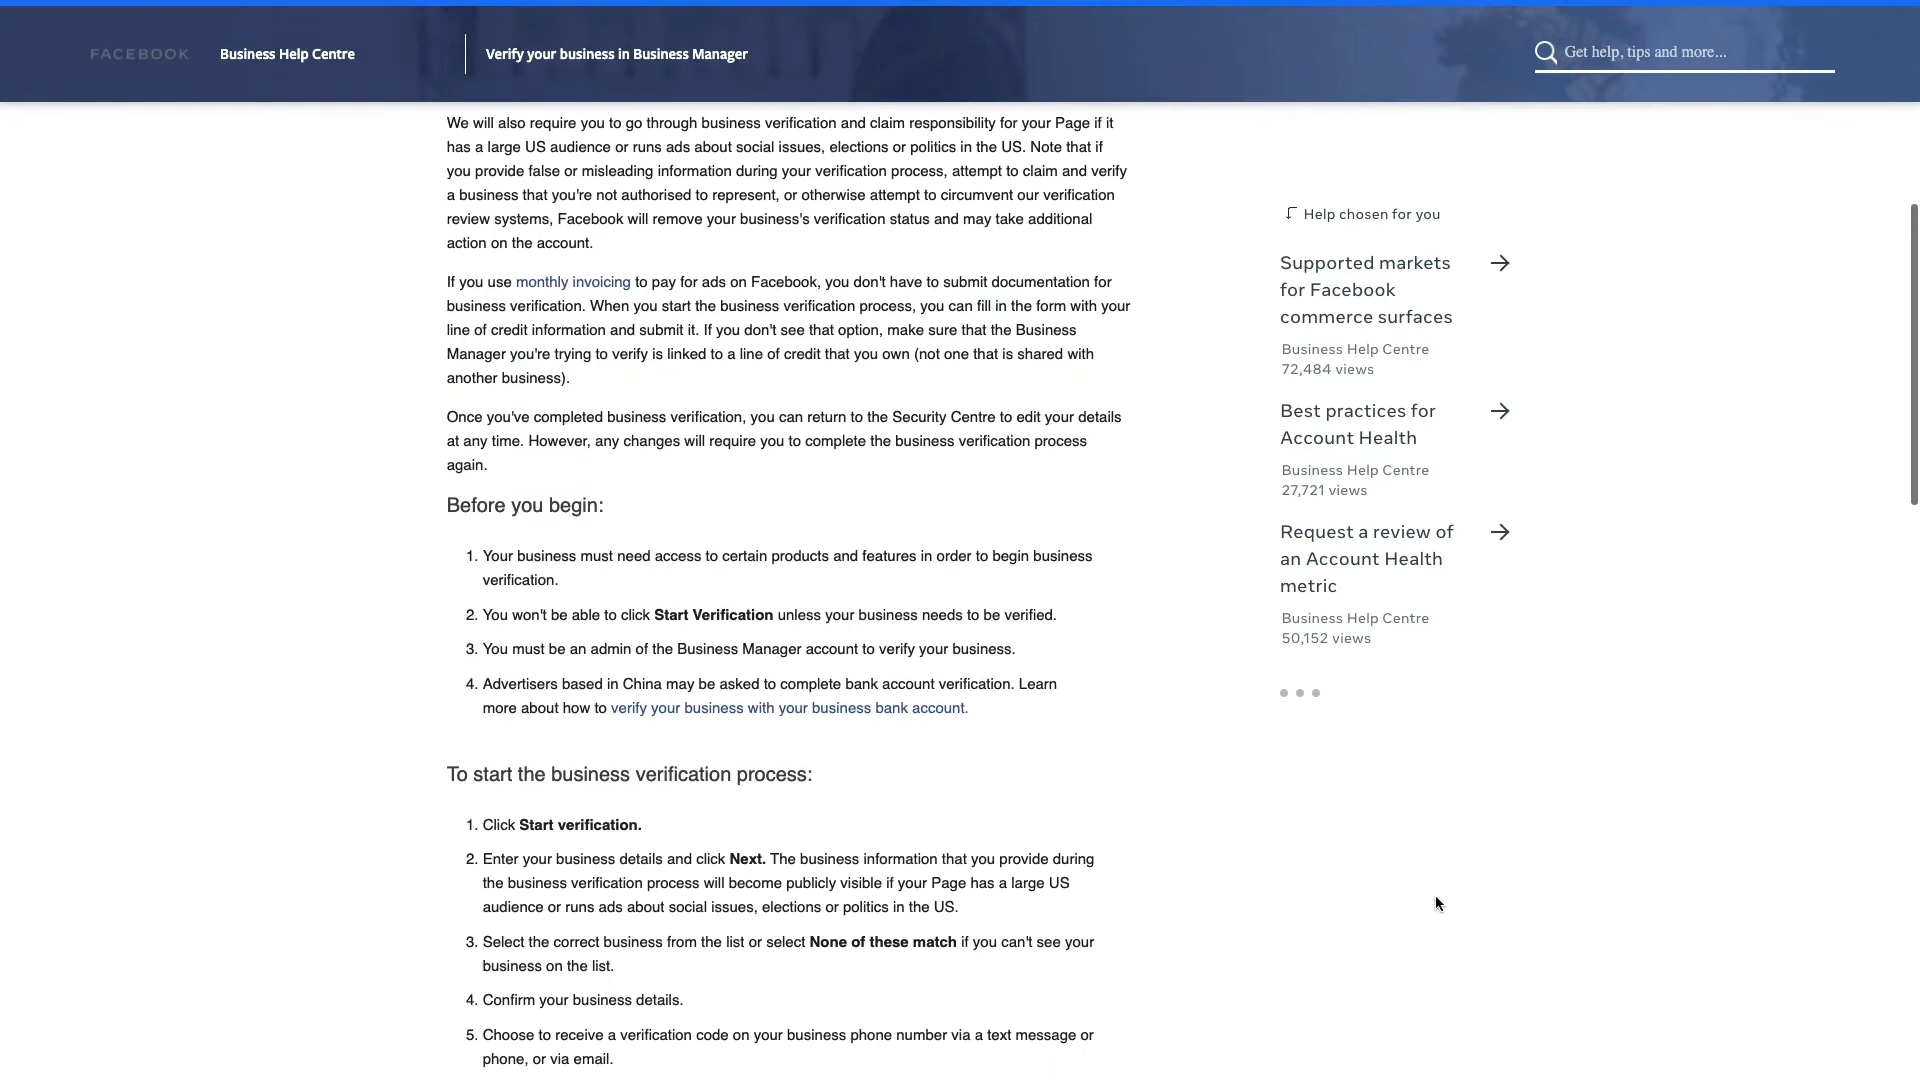 FACEBOOK Business Help Centre Verify your business in Business Manager Get help, tips and more...
We will also require you to go through business verification and claim responsibility for your Page if it
has a large US audience or runs ads about social issues, elections or politics in the US. Note that if
you provide false or misleading information during your verification process, attempt to claim and verify
a business that you're not authorised to represent, or otherwise attempt to circumvent our verification
review systems, Facebook will remove your business's verification status and may take additional
action on the account.
If you use monthly invoicing to pay for ads on Facebook, you don't have to submit documentation for
business verification. When you start the business verification process, you can fill in the form with your
line of credit information and submit it. If you don't see that option, make sure that the Business
Manager you're trying to verify is linked to a line of credit that you own (not one that is shared with
another business).
Once you've completed business verification, you can return to the Security Centre to edit your details
at any time. However, any changes will require you to complete the business verification process
again.
Before you begin:
1. Your business must need access to certain products and features in order to begin business
verification.
2. You won't be able to click Start Verification unless your business needs to be verified.
3. You must be an admin of the Business Manager account to verify your business.
4. Advertisers based in China may be asked to complete bank account verification. Learn
more about how to verify your business with your business bank account.
To start the business verification process:
1. Click Start verification.
2. Enter your business details and click Next. The business information that you provide during
the business verification process will become publicly visible if your Page has a large US
audience or runs ads about social issues, elections or politics in the US.
3. Select the correct business from the list or select None of these match if you can't see your
business on the list.
4. Confirm your business details.
5. Choose to receive a verification code on your business phone number via a text message or
phone, or via email.
Help chosen for you
Supported markets
for Facebook
commerce surfaces
Business Help Centre
72,484 views
Best practices for
Account Health
Business Help Centre
27,721 views
Request a review of
an Account Health
metric
Business Help Centre
50,152 views